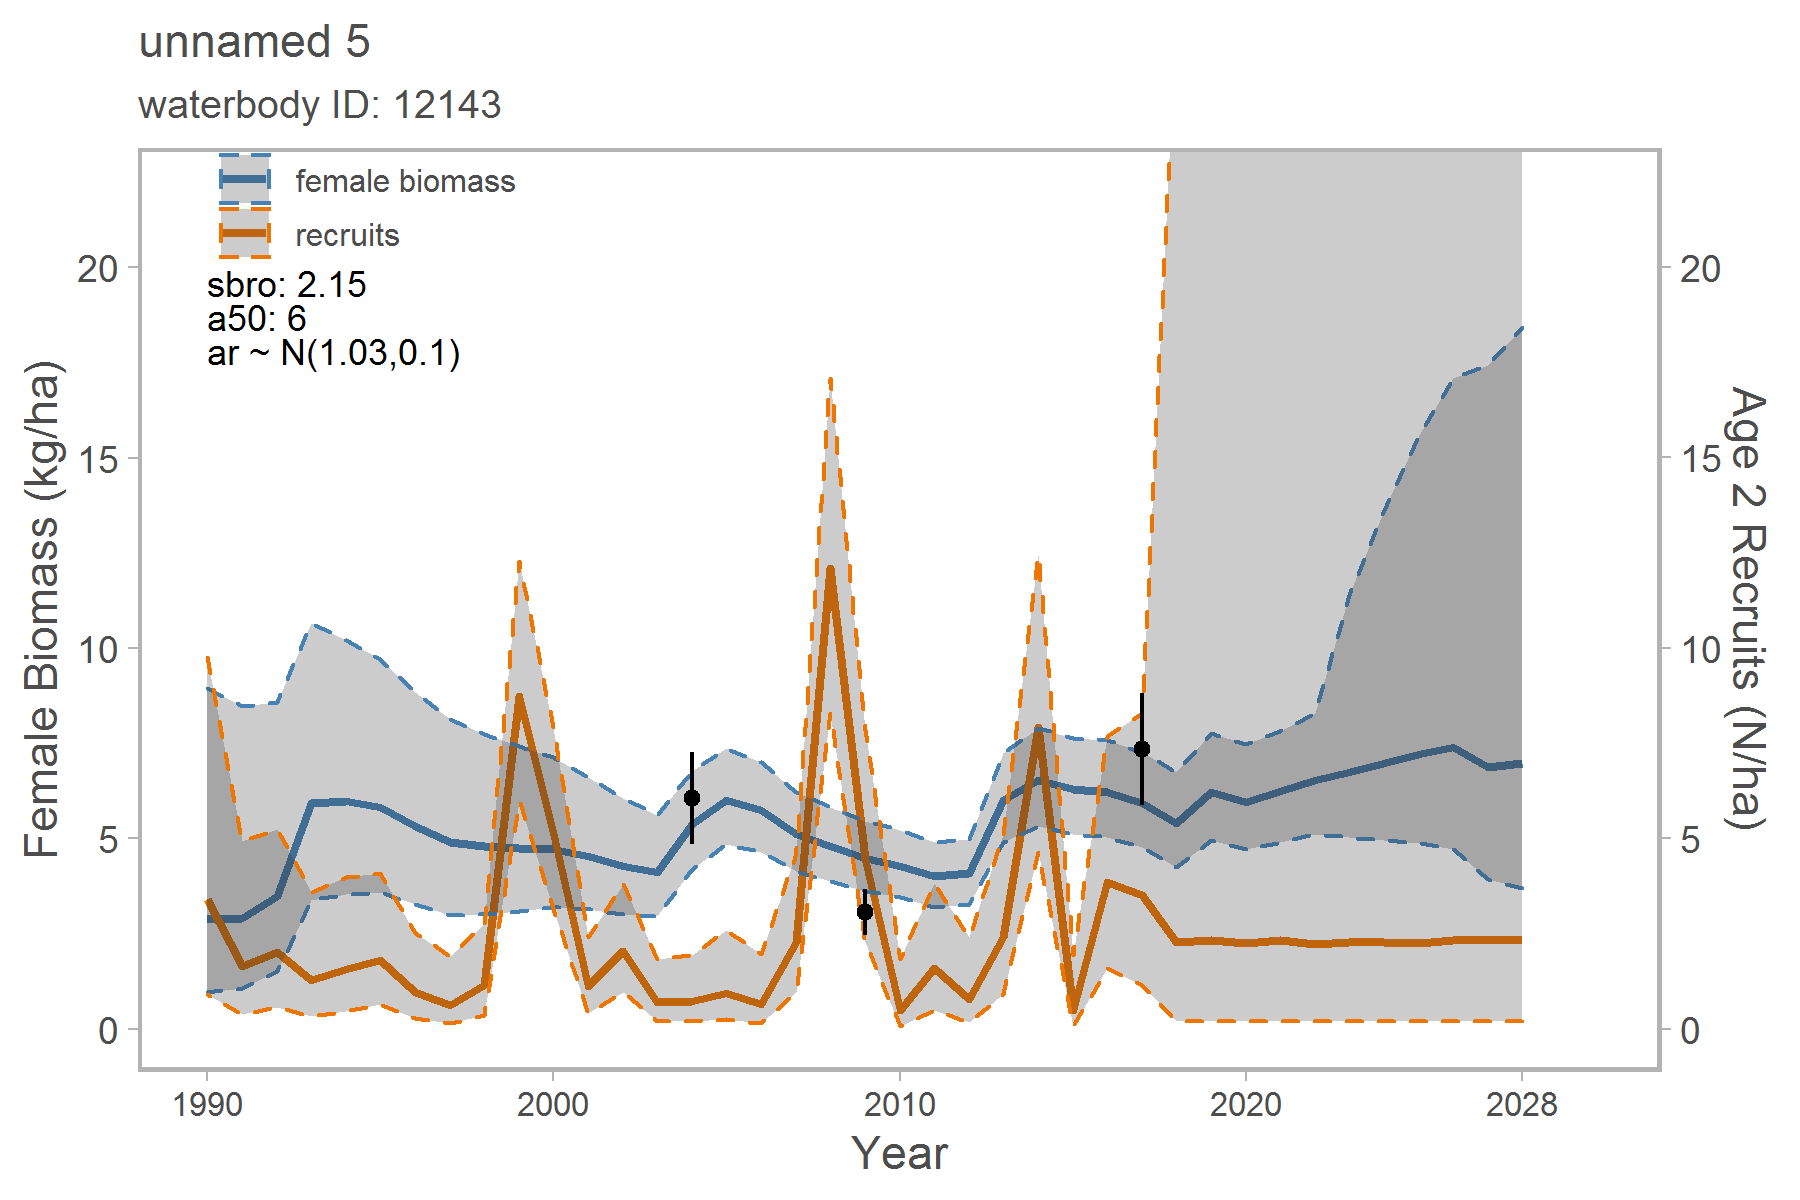 unnamed 5
waterbody ID: 12143
female biomass
recruits
sbro: 2.15
a50: 6
ar ~ N(1.03,0.1)
Female Biomass (kg/ha)
20
15
10
5
0
20
15
10
5
0
Age 2 Recruits (N/ha)
1990 2000 2010 2020 2028
Year